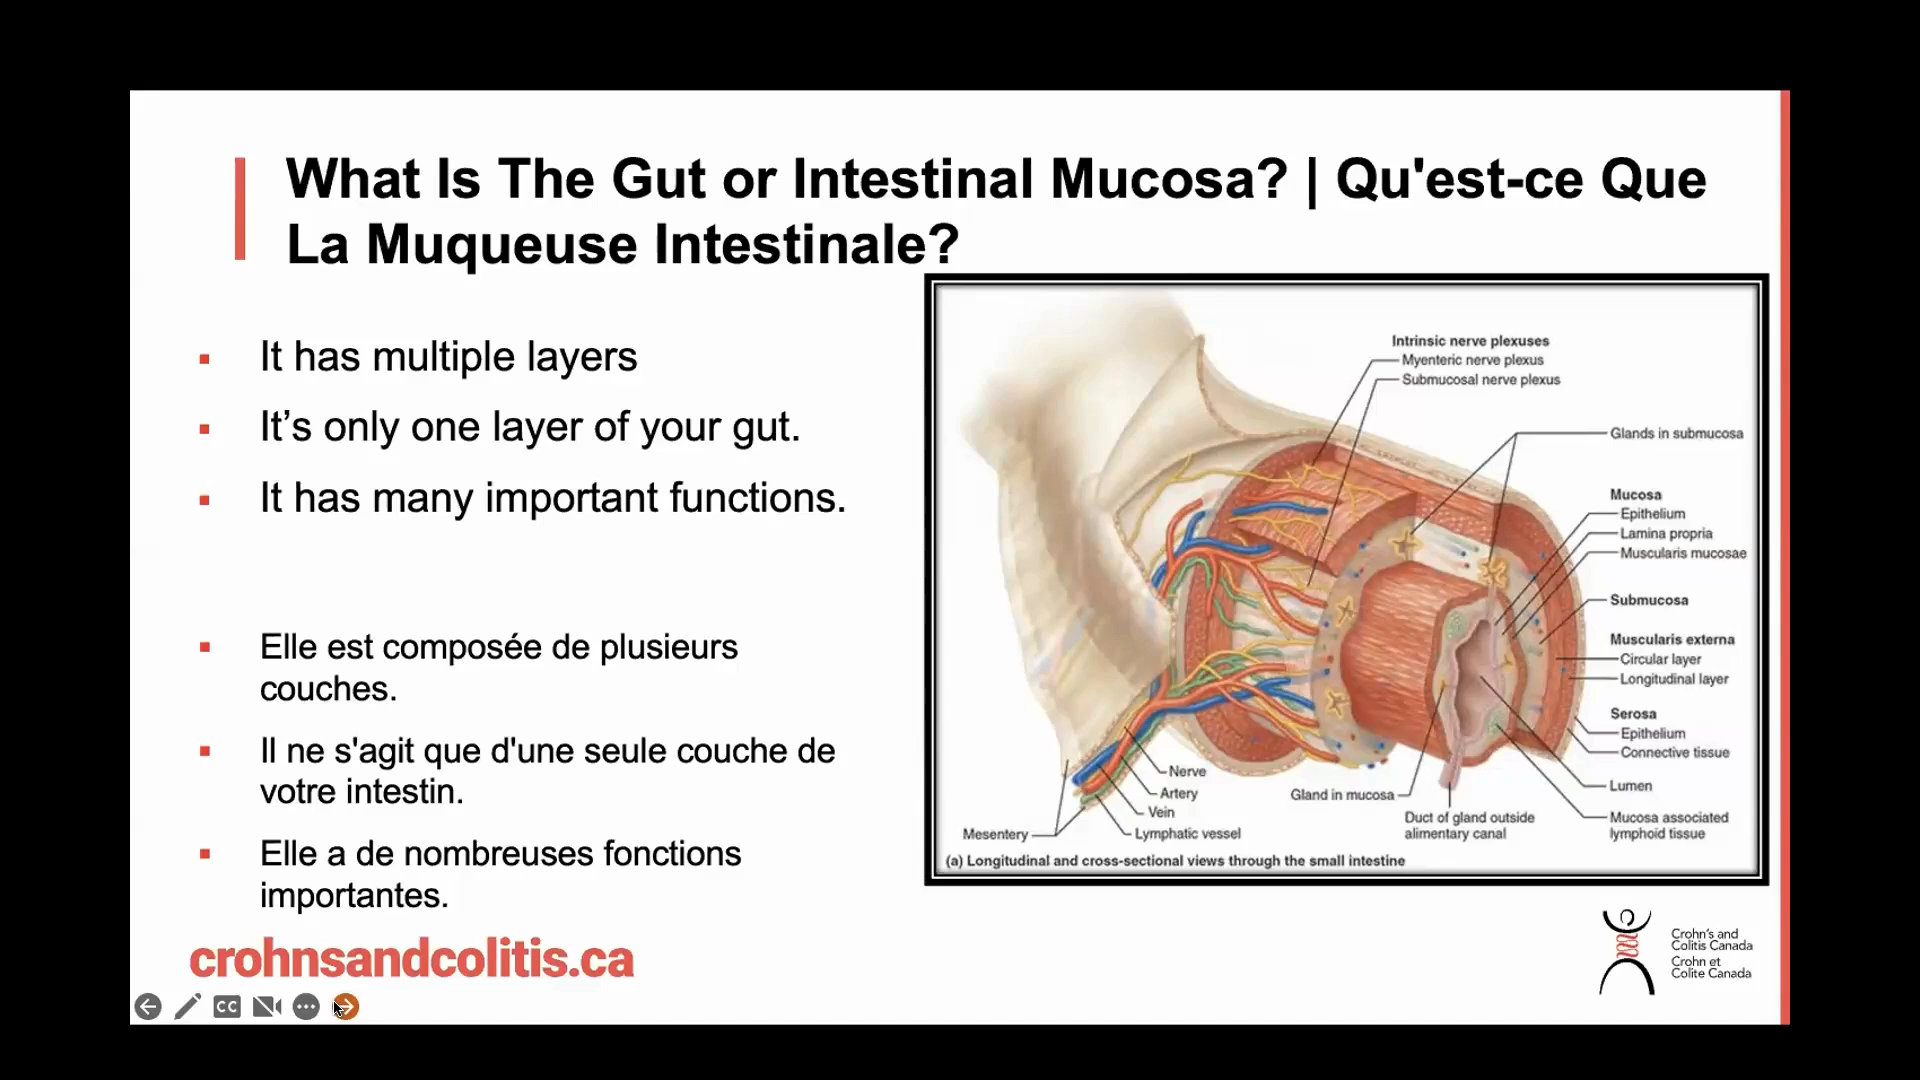 What Is The Gut or Intestinal Mucosa? | Qu'est-ce Que
La Muqueuse Intestinale?
It has multiple layers
It’s only one layer of your gut.
It has many important functions.
Elle est composée de plusieurs
couches.
Il ne s'agit que d'une seule couche de
votre intestin.
Elle a de nombreuses fonctions
importantes.
Intrinsic nerve plexuses
Myenteric nerve plexus
Submucosal nerve plexus
Glands in submucosa
Mucosa
Epithelium
Lamina propria
Muscularis mucosae
Submucosa
Muscularis externa
Circular layer
Longitudinal layer
Serosa
Epithelium
Connective tissue
Lumen
Mucosa associated
lymphoid tissue
Nerve
Artery
Vein
Lymphatic vessel
Mesentery
Gland in mucosa
Duct of gland outside
alimentary canal
(a) Longitudinal and cross-sectional views through the small intestine
crohnsandcolitis.ca
Crohn's and
Colitis Canada
Crohn et
Colite Canada
CC